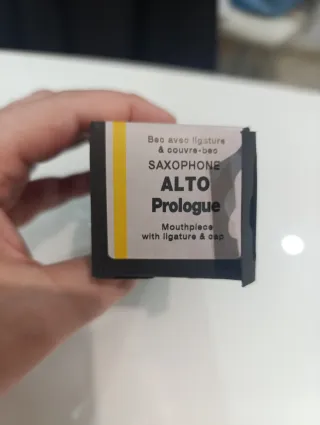 Bec avec ligature
& couvre-bec
SAXOPHONE
ALTO
Prologue
Mouthpiece
with ligature & cap